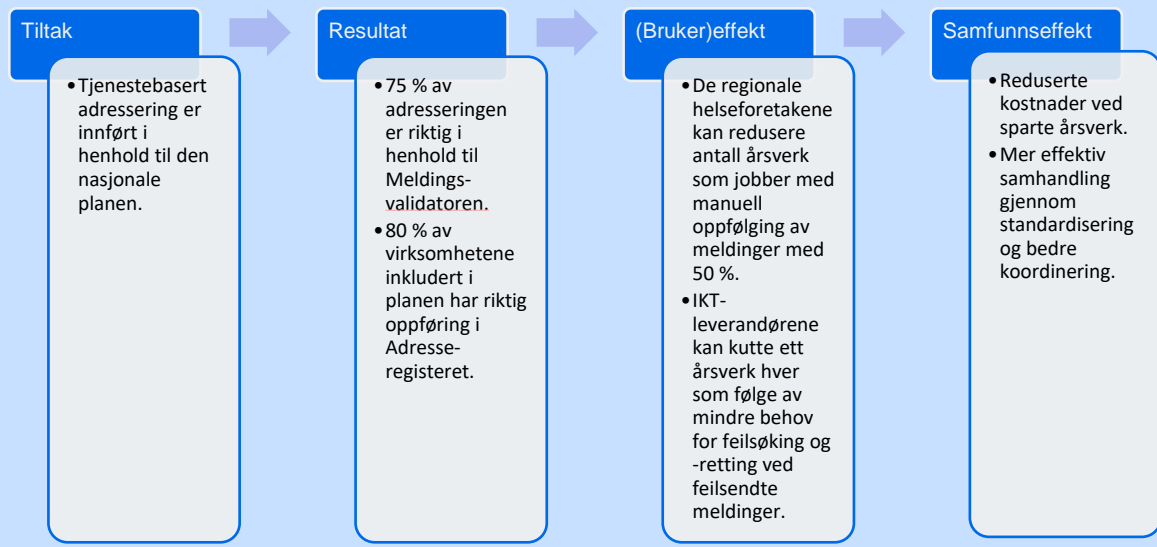 Tiltak
•Tjenestebasert
adressering er
innført i
henhold til den
nasjonale
planen.
Resultat
•75 % av
adresseringen
er riktig i
henhold til
Meldings-
validatoren.
•80 % av
virksomhetene
inkludert i
planen har riktig
oppføring i
Adresse-
registeret.
(Bruker)effekt
•De regionale
helseforetakene
kan redusere
antall årsverk
som jobber med
manuell
oppfølging av
meldinger med
50 %.
•IKT-
leverandørene
kan kutte ett
årsverk hver
som følge av
mindre behov
for feilsøking og
-retting ved
feilsendte
meldinger.
Samfunnseffekt
•Reduserte
kostnader ved
sparte årsverk.
•Mer effektiv
samhandling
gjennom
standardisering
og bedre
koordinering.